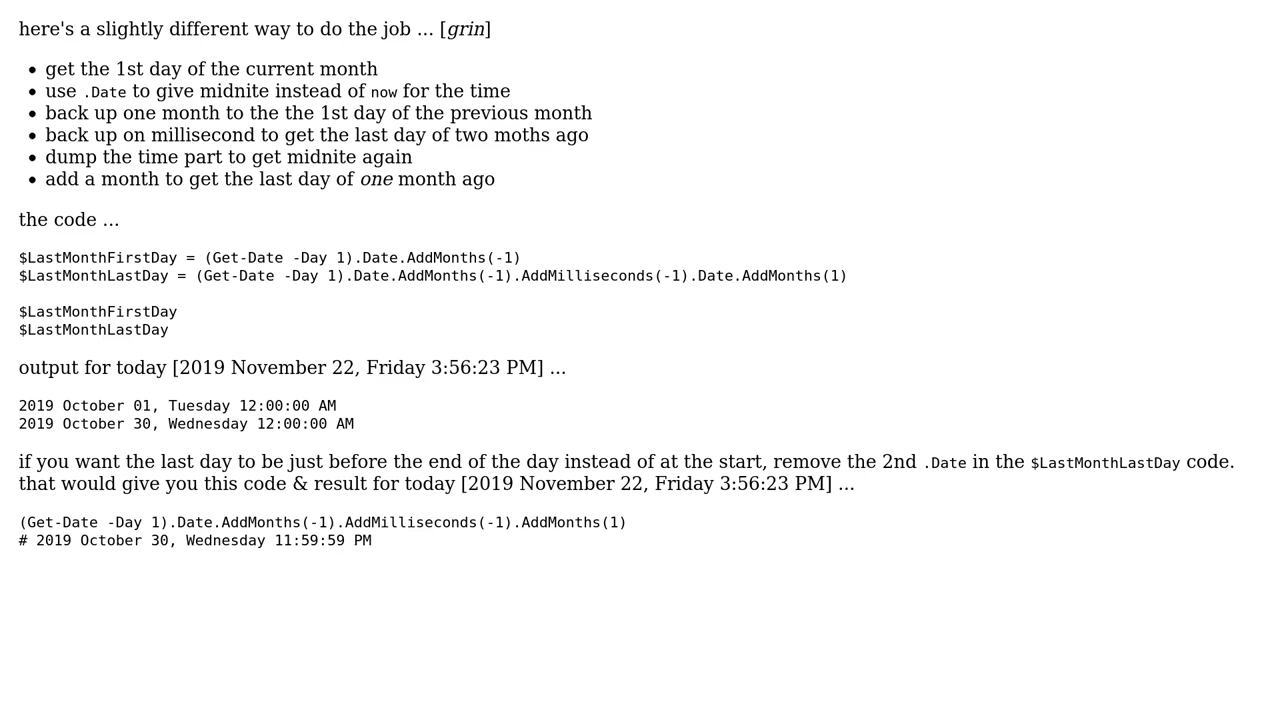 here's a slightly different way to do the job ... [grin]
• get the 1st day of the current month
• use .Date to give midnite instead of now for the time
• back up one month to the the 1st day of the previous month
• back up on millisecond to get the last day of two moths ago
• dump the time part to get midnite again
• add a month to get the last day of one month ago
the code ...
$LastMonthFirstDay = (Get-Date -Day 1).Date.AddMonths(-1)
$LastMonthLastDay = (Get-Date -Day 1).Date.AddMonths(-1).AddMilliseconds(-1).Date.AddMonths(1)
$LastMonthFirstDay
$LastMonthLastDay
output for today [2019 November 22, Friday 3:56:23 PM] ...
2019 October 01, Tuesday 12:00:00 AM
2019 October 30, Wednesday 12:00:00 AM
if you want the last day to be just before the end of the day instead of at the start, remove the 2nd .Date in the $LastMonthLastDay code.
that would give you this code & result for today [2019 November 22, Friday 3:56:23 PM] ...
(Get-Date -Day 1).Date.AddMonths(-1).AddMilliseconds(-1).AddMonths(1)
# 2019 October 30, Wednesday 11:59:59 PM